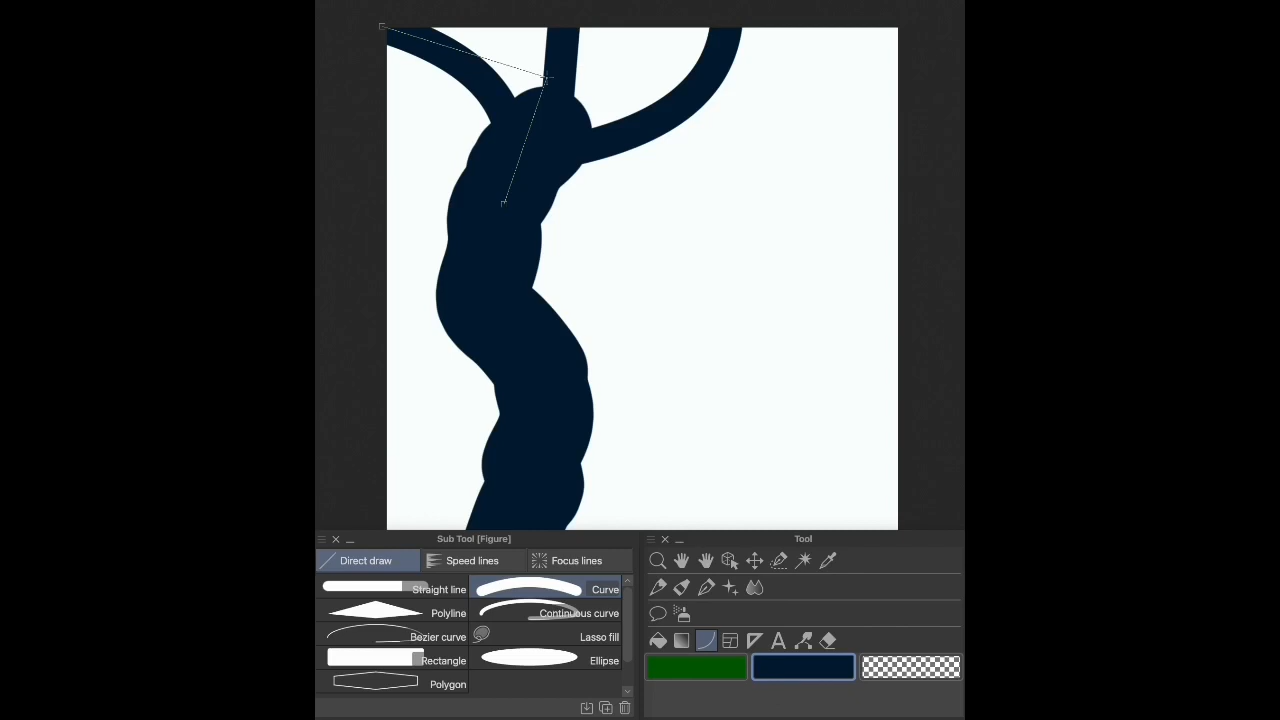 Sub Tool [Figure]
Direct draw
Speed lines
Focus lines
Straight line
Curve
Polyline
Continuous curve
Bezier curve
Lasso fill
Rectangle
Ellipse
Polygon
Tool
A